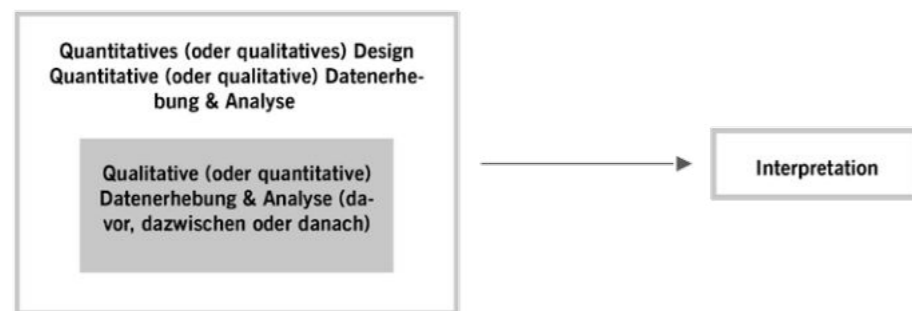 Quantitatives (oder qualitatives) Design
Quantitative (oder qualitative) Datenerhe-
bung & Analyse
Qualitative (oder quantitative)
Datenerhebung & Analyse (da-
vor, dazwischen oder danach)
Interpretation